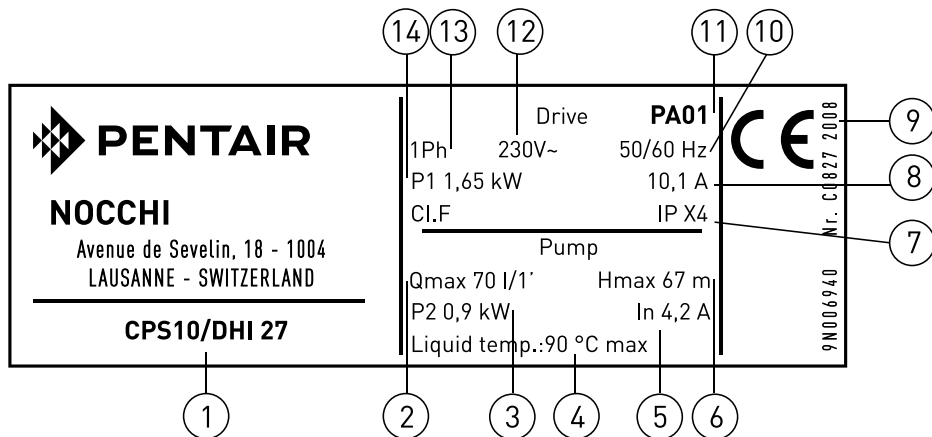 14 13 12 11 10
PENTAIR
NOCCHI
Avenue de Sevelin, 18 - 1004
LAUSANNE - SWITZERLAND
CPS10/DHI 27
Drive PA01
1Ph 230V~ 50/60 Hz
P1 1,65 kW 10,1 A
Cl.F IP X4
Pump
Qmax 70 l/1' Hmax 67 m
P2 0,9 kW In 4,2 A
Liquid temp.:90 °C max
CE
Nr. C0827 2008
9N006940
9
8
7
1 2 3 4 5 6